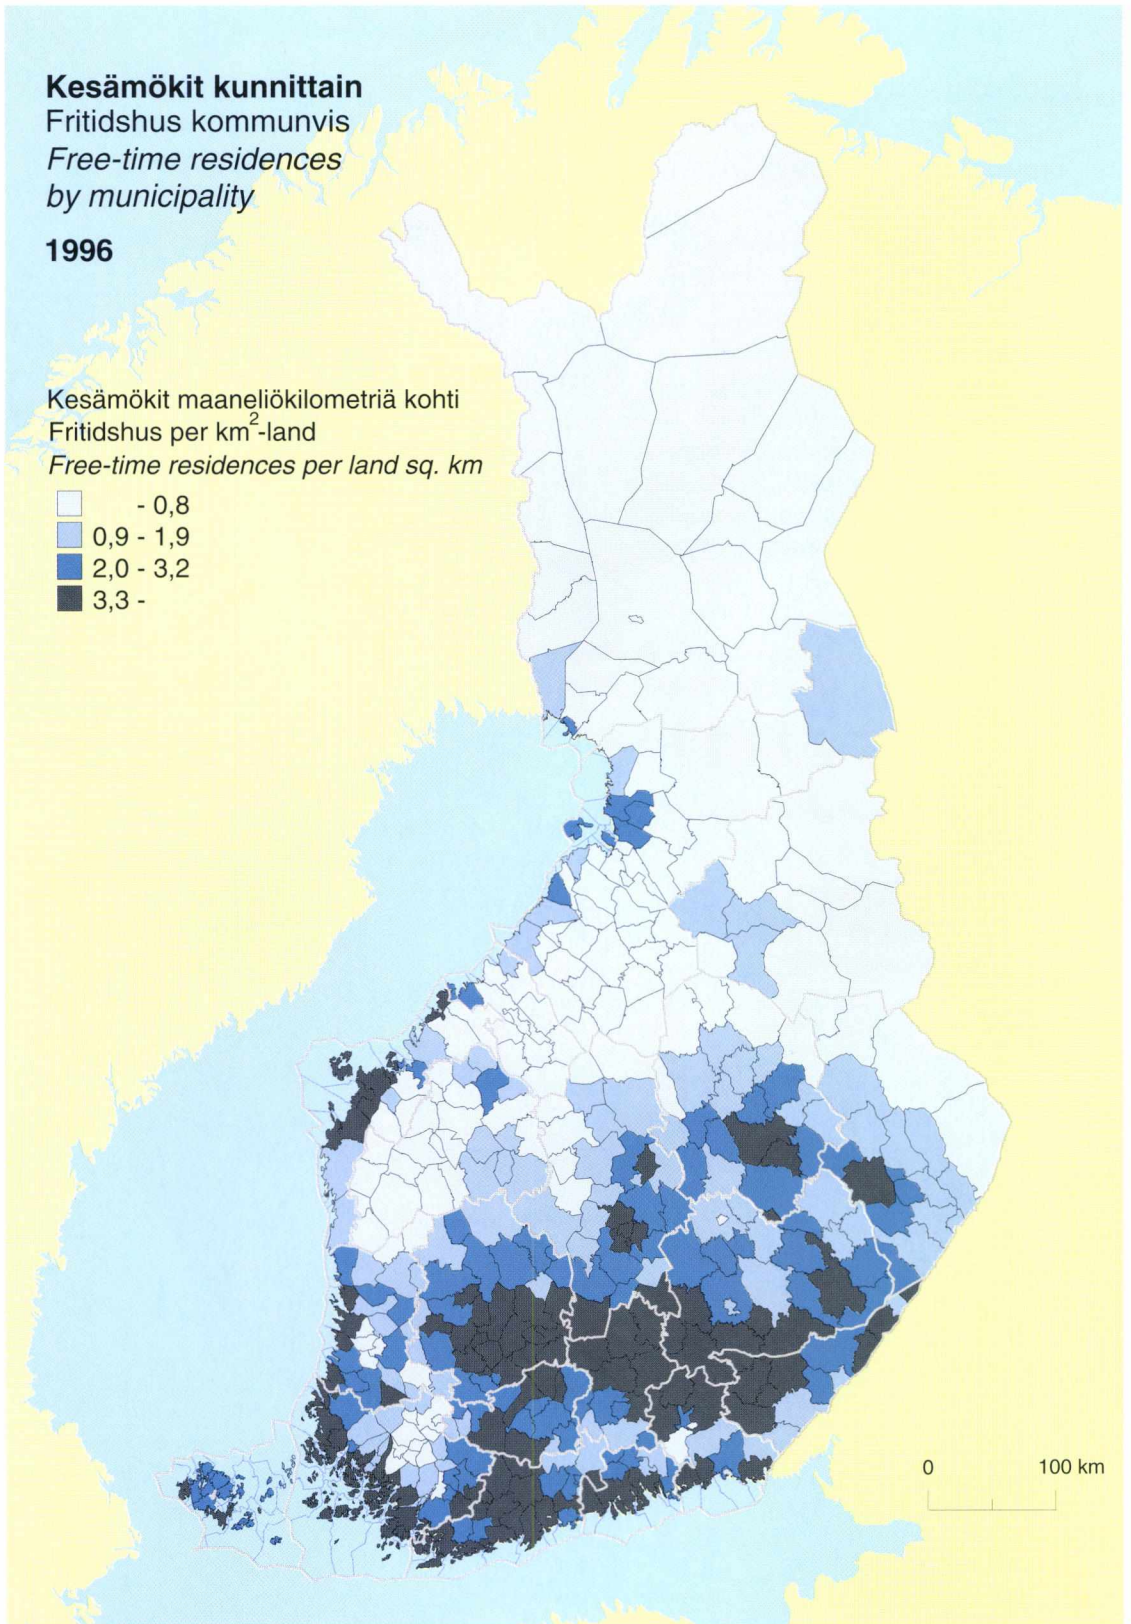 Kesämökit kunnittain
Fritidshus kommunvis
Free-time residences
by municipality
1996
Kesämökit maaneliökilometriä kohti
Fritidshus per km²-land
Free-time residences per land sq. km
- 0,8
0,9 - 1,9
2,0 - 3,2
3,3 -
0 100 km